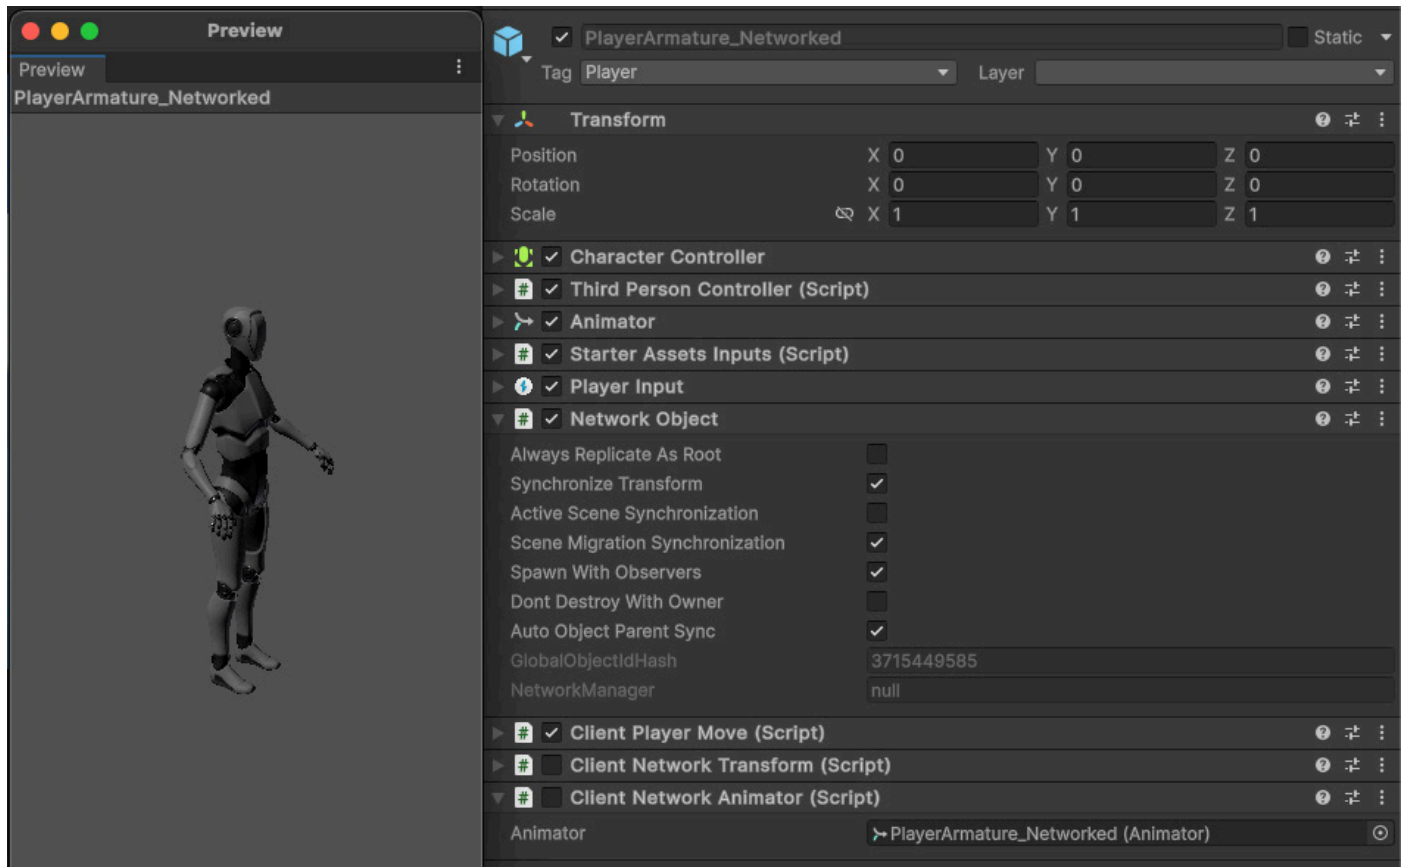 Preview
Preview
PlayerArmature_Networked
PlayerArmature_Networked
Static
Tag Player Layer
Transform
Position X 0 Y 0 Z 0
Rotation X 0 Y 0 Z 0
Scale X 1 Y 1 Z 1
Character Controller
Third Person Controller (Script)
Animator
Starter Assets Inputs (Script)
Player Input
Network Object
Always Replicate As Root
Synchronize Transform
Active Scene Synchronization
Scene Migration Synchronization
Spawn With Observers
Dont Destroy With Owner
Auto Object Parent Sync
GlobalObjectIdHash 3715449585
NetworkManager null
Client Player Move (Script)
Client Network Transform (Script)
Client Network Animator (Script)
Animator PlayerArmature_Networked (Animator)